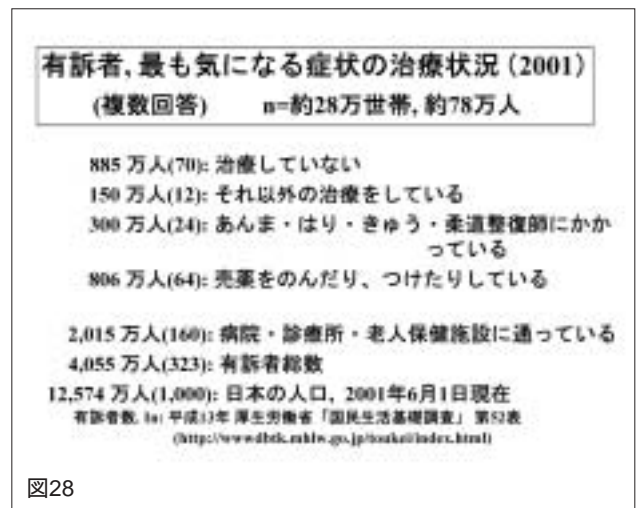 有訴者, 最も気になる症状の治療状況（2001）
(複数回答)　　n=約28万世帯, 約78万人
885 万人(70): 治療していない
150 万人(12): それ以外の治療をしている
300 万人(24): あんま・はり・きゅう・柔道整復師にかか
っている
806 万人(64): 売薬をのんだり、つけたりしている
2,015 万人(160): 病院・診療所・老人保健施設に通っている
4,055 万人(323): 有訴者総数
12,574 万人(1,000): 日本の人口, 2001年6月1日現在
有訴者数. In: 平成13年 厚生労働省「国民生活基礎調査」 第52表
(http://wwwdbtk.mhlw.go.jp/toukei/index.html)
図28